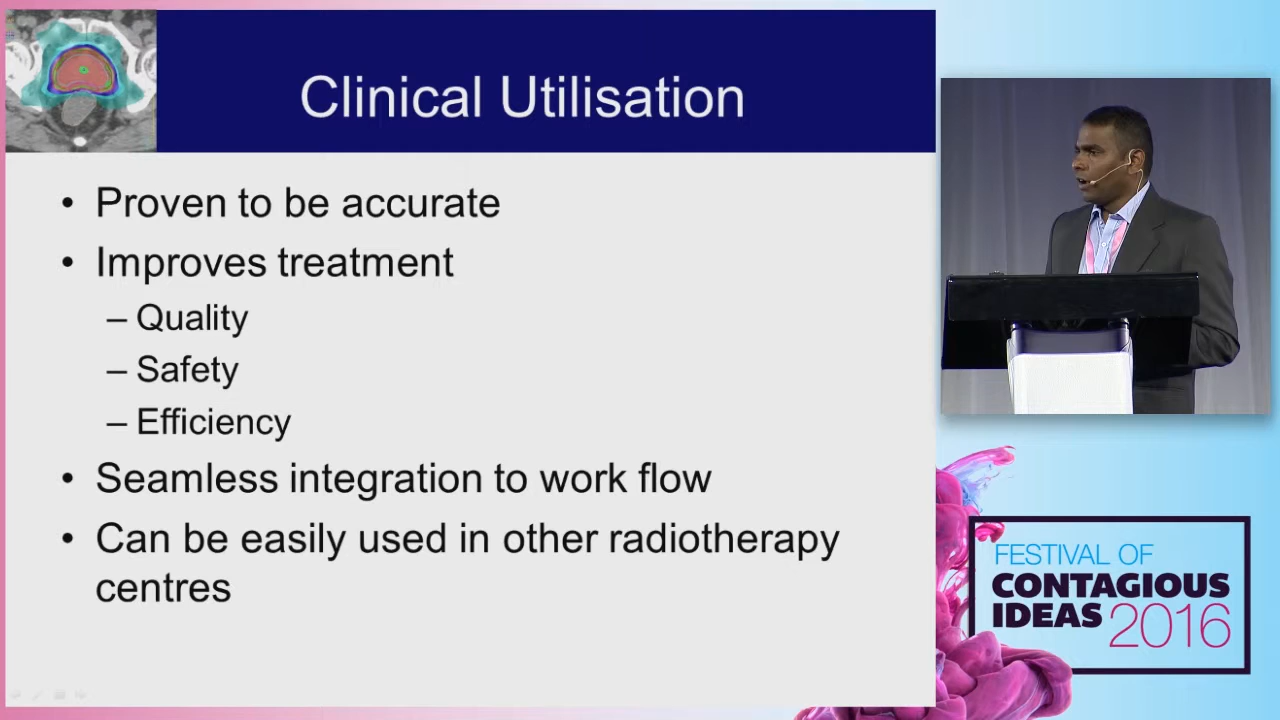 Clinical Utilisation
• Proven to be accurate
• Improves treatment
– Quality
– Safety
– Efficiency
• Seamless integration to work flow
• Can be easily used in other radiotherapy
centres
FESTIVAL OF
CONTAGIOUS
IDEAS 2016